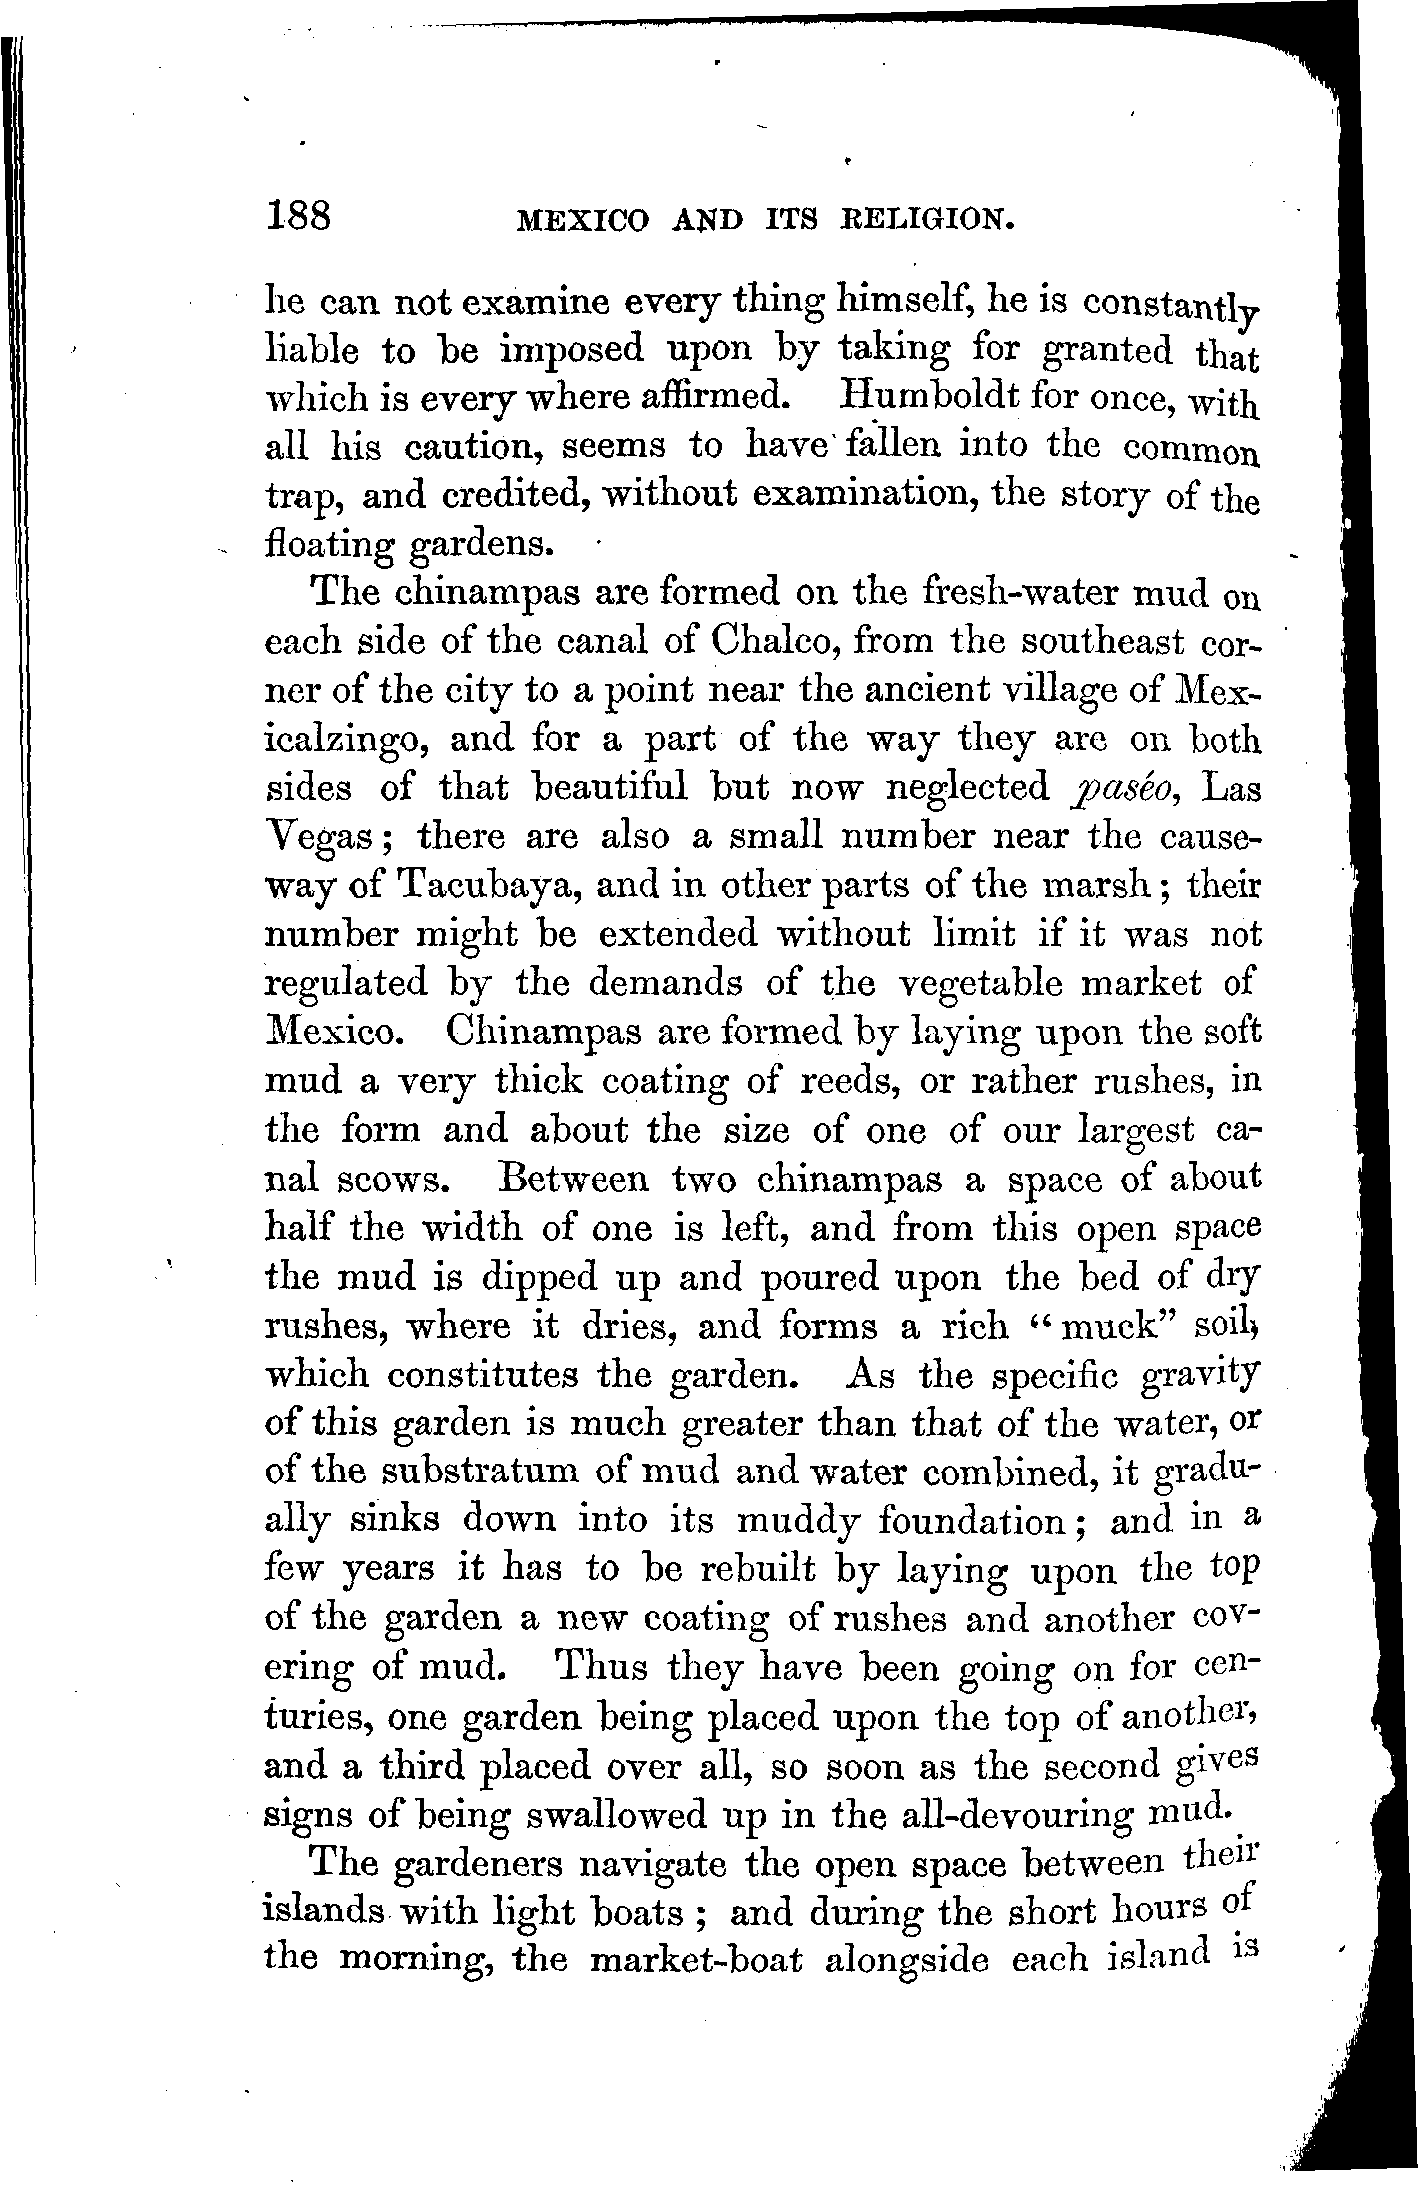 188 MEXICO AND ITS RELIGION.
he can not examine every thing himself, he is constantly
liable to be imposed upon by taking for granted that
which is every where affirmed. Humboldt for once, with
all his caution, seems to have fallen into the common
trap, and credited, without examination, the story of the
floating gardens.
The chinampas are formed on the fresh-water mud on
each side of the canal of Chalco, from the southeast cor-
ner of the city to a point near the ancient village of Mex-
icalzingo, and for a part of the way they are on both
sides of that beautiful but now neglected paséo, Las
Vegas; there are also a small number near the cause-
way of Tacubaya, and in other parts of the marsh; their
number might be extended without limit if it was not
regulated by the demands of the vegetable market of
Mexico. Chinampas are formed by laying upon the soft
mud a very thick coating of reeds, or rather rushes, in
the form and about the size of one of our largest ca-
nal scows. Between two chinampas a space of about
half the width of one is left, and from this open space
the mud is dipped up and poured upon the bed of dry
rushes, where it dries, and forms a rich "muck" soil,
which constitutes the garden. As the specific gravity
of this garden is much greater than that of the water, or
of the substratum of mud and water combined, it gradu-
ally sinks down into its muddy foundation; and in a
few years it has to be rebuilt by laying upon the top
of the garden a new coating of rushes and another cov-
ering of mud. Thus they have been going on for cen-
turies, one garden being placed upon the top of another,
and a third placed over all, so soon as the second gives
signs of being swallowed up in the all-devouring mud.
The gardeners navigate the open space between their
islands with light boats; and during the short hours of
the morning, the market-boat alongside each island is